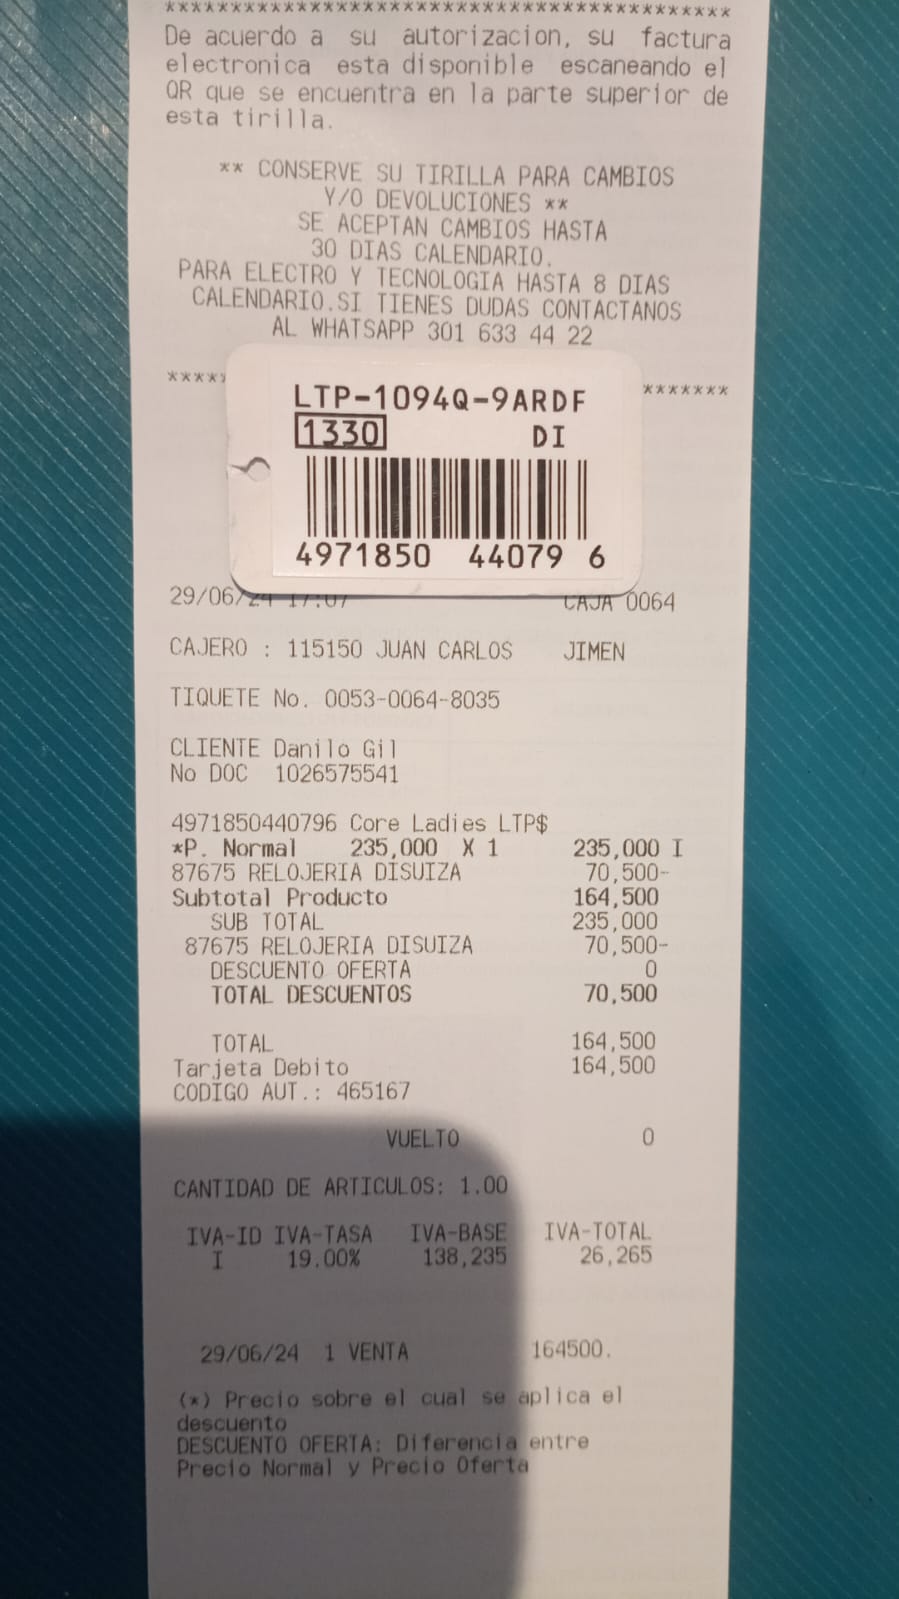 ******************************************
De acuerdo a su autorizacion, su factura
electronica esta disponible escaneando el
QR que se encuentra en la parte superior de
esta tirilla.
** CONSERVE SU TIRILLA PARA CAMBIOS
Y/O DEVOLUCIONES **
SE ACEPTAN CAMBIOS HASTA
30 DIAS CALENDARIO.
PARA ELECTRO Y TECNOLOGIA HASTA 8 DIAS
CALENDARIO.SI TIENES DUDAS CONTACTANOS
AL WHATSAPP 301 633 44 22
***** *******
LTP-1094Q-9ARDF
1330 DI
4971850 44079 6
29/06/24 17:07 CAJA 0064
CAJERO : 115150 JUAN CARLOS JIMEN
TIQUETE No. 0053-0064-8035
CLIENTE Danilo Gil
No DOC 1026575541
4971850440796 Core Ladies LTP$
*P. Normal 235,000 X 1 235,000 I
87675 RELOJERIA DISUIZA 70,500-
Subtotal Producto 164,500
SUB TOTAL 235,000
87675 RELOJERIA DISUIZA 70,500-
DESCUENTO OFERTA 0
TOTAL DESCUENTOS 70,500
TOTAL 164,500
Tarjeta Debito 164,500
CODIGO AUT.: 465167
VUELTO 0
CANTIDAD DE ARTICULOS: 1.00
IVA-ID IVA-TASA IVA-BASE IVA-TOTAL
I 19.00% 138,235 26,265
29/06/24 1 VENTA 164500.
(*) Precio sobre el cual se aplica el
descuento
DESCUENTO OFERTA: Diferencia entre
Precio Normal y Precio Oferta